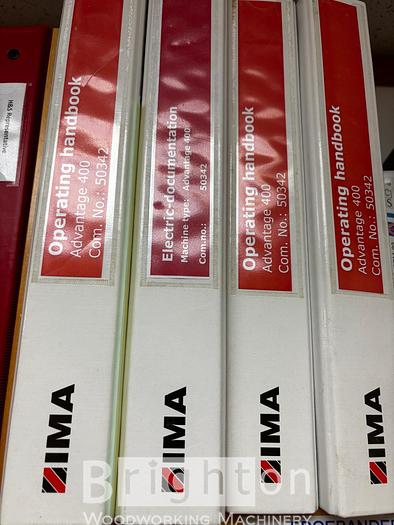 H&S Representative
Operating handbook
Advantage 400
Com. No.: 50342
IMA
Electric-documentation
Machine type: Advantage 400
Com.no.: 50342
IMA
Operating handbook
Advantage 400
Com. No.: 50342
IMA
Operating handbook
Advantage 400
Com. No.: 50342
IMA
Brighton
WOODWORKING MACHINERY